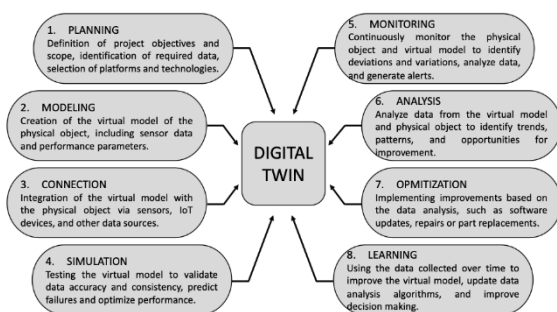 1. PLANNING
Definition of project objectives and
scope, identification of required data,
selection of platforms and technologies.
2. MODELING
Creation of the virtual model of the
physical object, including sensor data
and performance parameters.
3. CONNECTION
Integration of the virtual model with
the physical object via sensors, IoT
devices, and other data sources.
4. SIMULATION
Testing the virtual model to validate
data accuracy and consistency, predict
failures and optimize performance.
DIGITAL
TWIN
5. MONITORING
Continuously monitor the physical
object and virtual model to identify
deviations and variations, analyze data,
and generate alerts.
6. ANALYSIS
Analyze data from the virtual model
and physical object to identify trends,
patterns, and opportunities for
improvement.
7. OPMITIZATION
Implementing improvements based on
the data analysis, such as software
updates, repairs or part replacements.
8. LEARNING
Using the data collected over time to
improve the virtual model, update data
analysis algorithms, and improve
decision making.